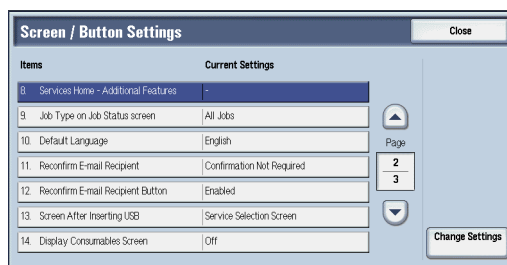 Screen / Button Settings
Close
Items Current Settings
8. Services Home - Additional Features -
9. Job Type on Job Status screen All Jobs
10. Default Language English
Page
11. Reconfirm E-mail Recipient Confirmation Not Required
2
3
12. Reconfirm E-mail Recipient Button Enabled
13. Screen After Inserting USB Service Selection Screen
14. Display Consumables Screen Off
Change Settings